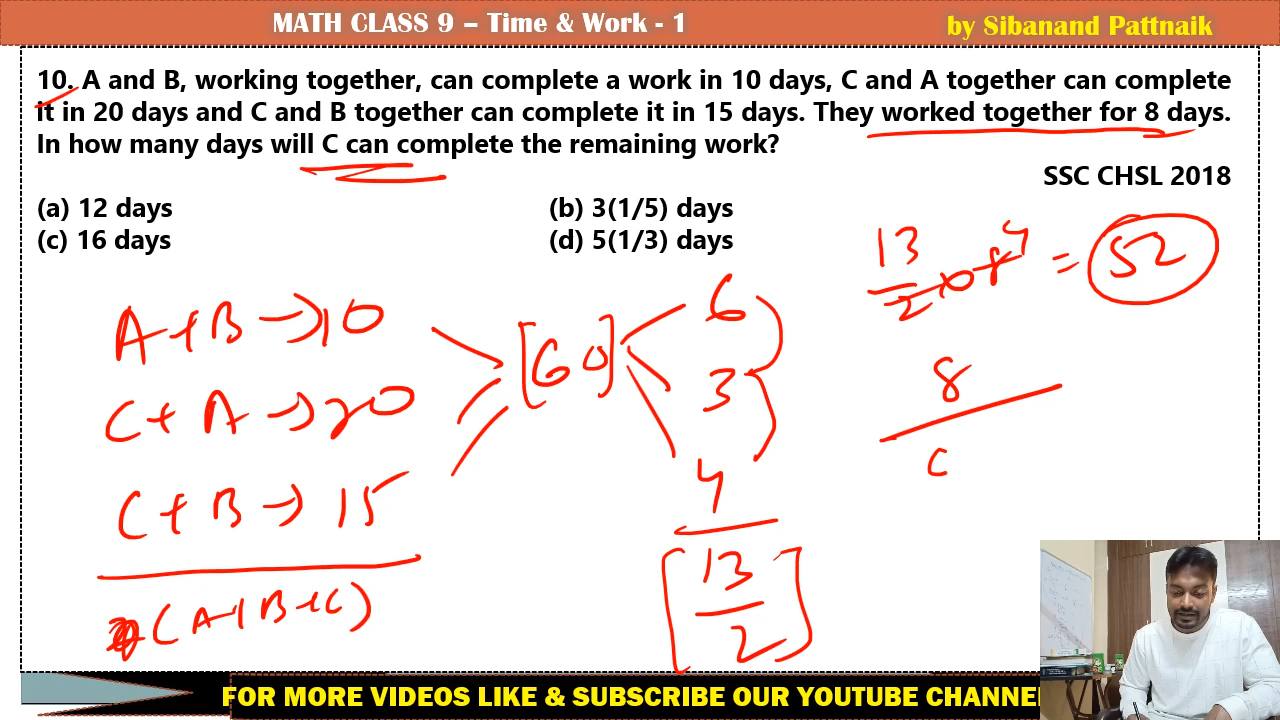 MATH CLASS 9 – Time & Work - 1
by Sibanand Pattnaik
10. A and B, working together, can complete a work in 10 days, C and A together can complete
it in 20 days and C and B together can complete it in 15 days. They worked together for 8 days.
In how many days will C can complete the remaining work?
SSC CHSL 2018
(a) 12 days
(b) 3(1/5) days
(c) 16 days
(d) 5(1/3) days
13/2 × 8 4 = 52
A+B → 10
[60]
6
C+A → 20
3
8
C
C+B → 15
4
(A+B+C)
[13/2]
FOR MORE VIDEOS LIKE & SUBSCRIBE OUR YOUTUBE CHANNE